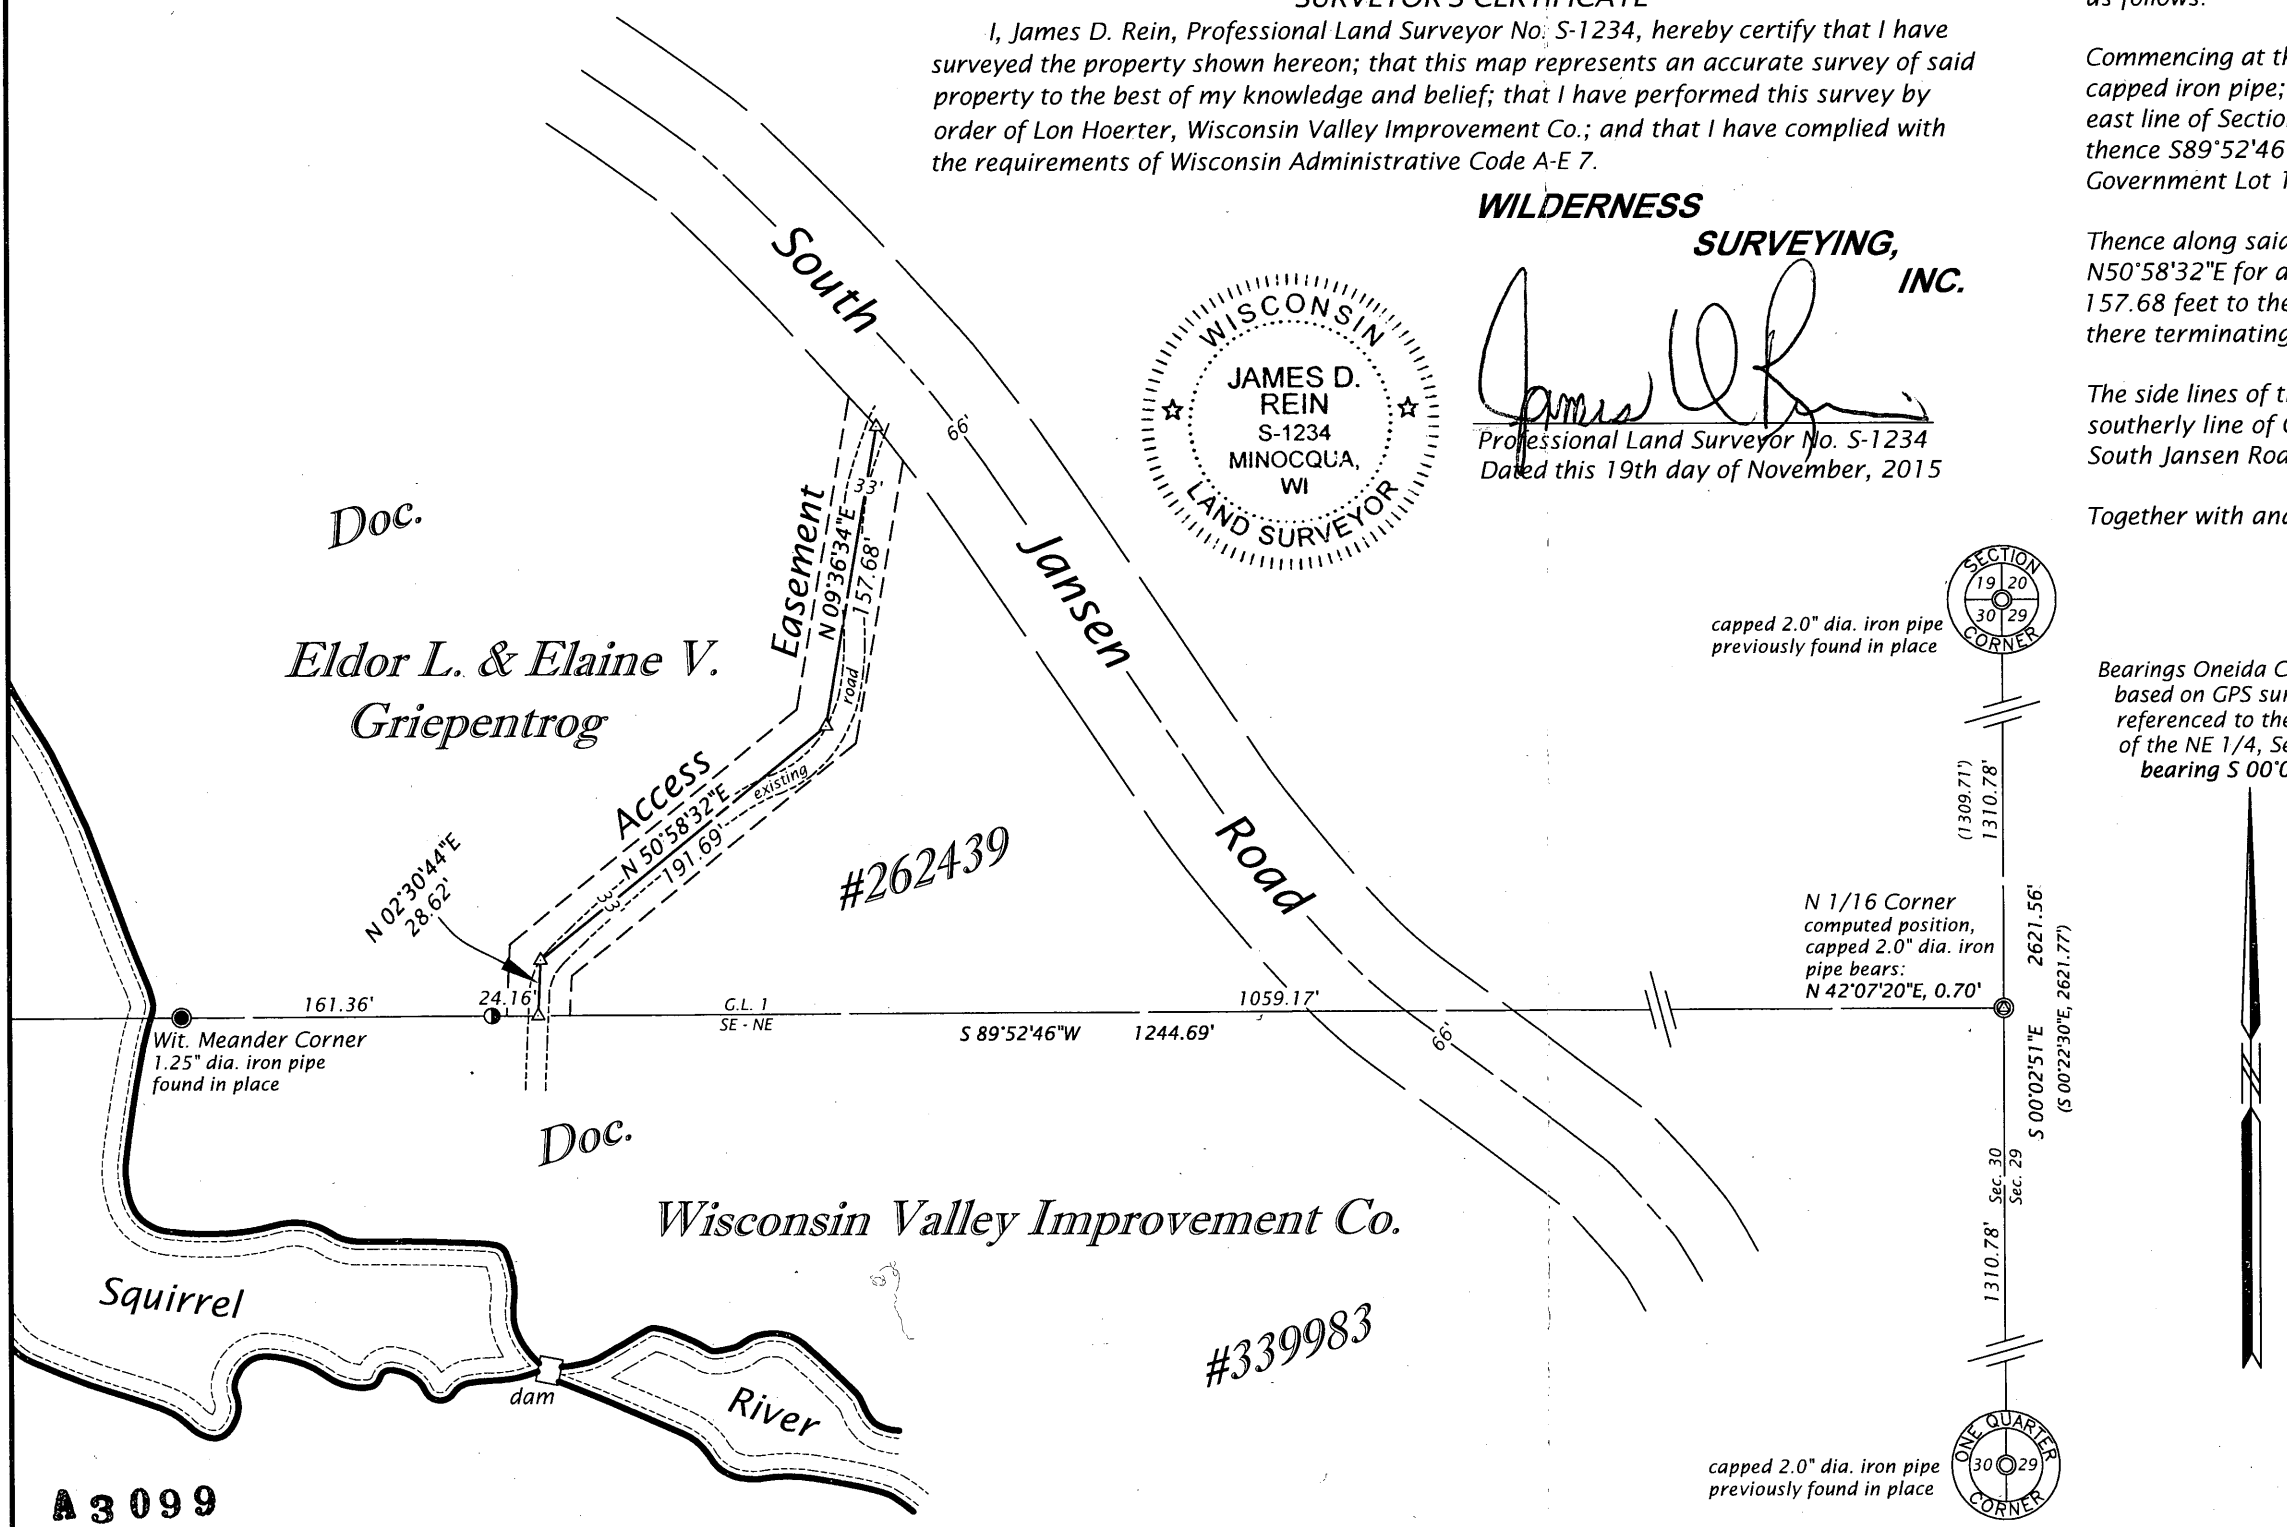 SURVEYOR'S CERTIFICATE
I, James D. Rein, Professional Land Surveyor No. S-1234, hereby certify that I have
surveyed the property shown hereon; that this map represents an accurate survey of said
property to the best of my knowledge and belief; that I have performed this survey by
order of Lon Hoerter, Wisconsin Valley Improvement Co.; and that I have complied with
the requirements of Wisconsin Administrative Code A-E 7.
WILDERNESS
SURVEYING,
INC.
WISCONSIN
JAMES D.
REIN
S-1234
MINOCQUA,
WI
LAND SURVEYOR
James D Rein
Professional Land Surveyor No. S-1234
Dated this 19th day of November, 2015
as follows:
Commencing at th
capped iron pipe;
east line of Sectio
thence S89°52'46
Government Lot 1
Thence along said
N50°58'32"E for a
157.68 feet to the
there terminating
The side lines of t
southerly line of
South Jansen Roa
Together with and
South
Jansen
Road
66'
66'
Doc.
Eldor L. & Elaine V.
Griepentrog
#262439
Access
Easement
N 09°36'34"E
157.68'
33'
road
existing
N 50°58'32"E
191.69'
33'
N 02°30'44"E
28.62'
161.36'
24.16'
G.L. 1
SE - NE
1059.17'
S 89°52'46"W 1244.69'
Wit. Meander Corner
1.25" dia. iron pipe
found in place
Doc.
Wisconsin Valley Improvement Co.
#339983
Squirrel
River
dam
A3099
SECTION
19 20
30 29
CORNER
capped 2.0" dia. iron pipe
previously found in place
Bearings Oneida C
based on GPS sur
referenced to the
of the NE 1/4, Se
bearing S 00°0
(1309.71')
1310.78'
N 1/16 Corner
computed position,
capped 2.0" dia. iron
pipe bears:
N 42°07'20"E, 0.70'
S 00°02'51"E 2621.56'
(S 00°22'30"E, 2621.77')
Sec. 30
Sec. 29
1310.78'
ONE QUARTER
30 29
CORNER
capped 2.0" dia. iron pipe
previously found in place